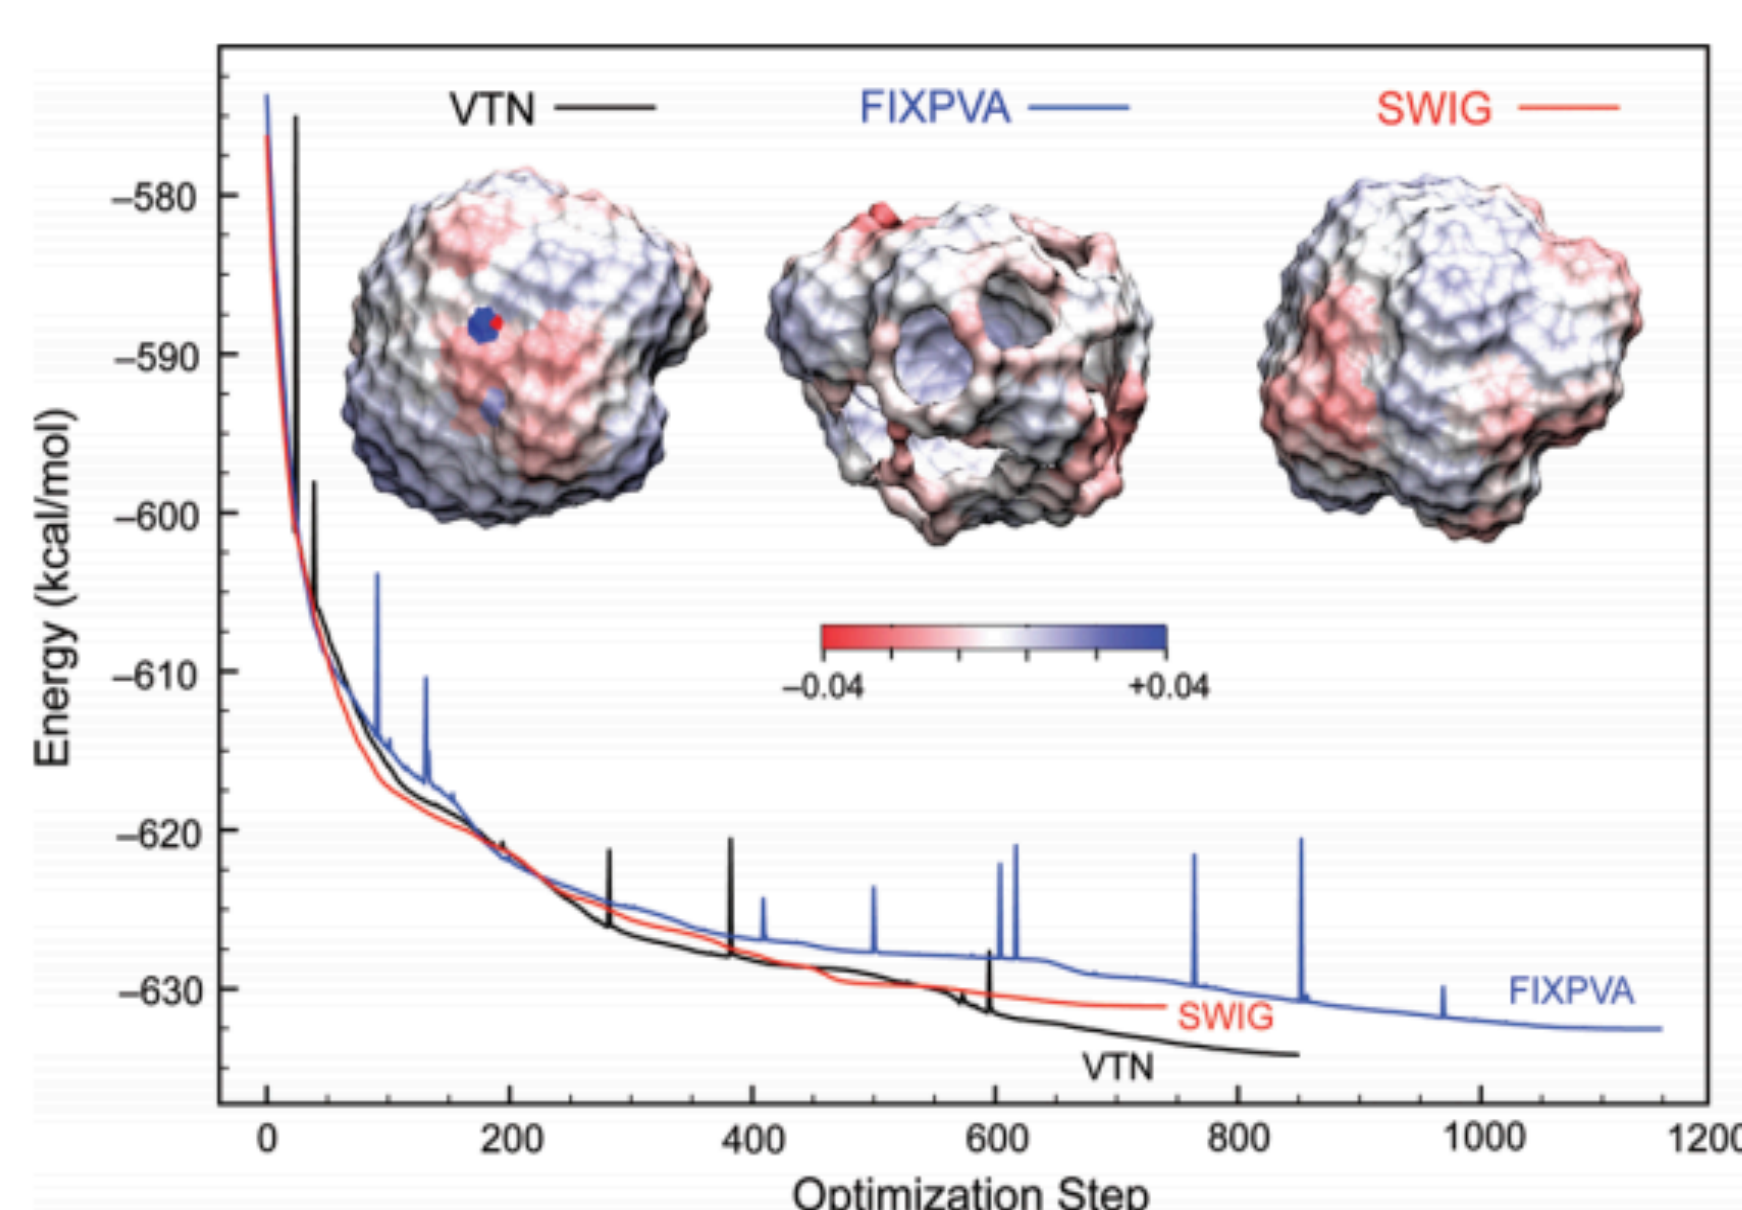 VTN FIXPVA SWIG
–580
–590
–600
–610
–620
–630
Energy (kcal/mol)
–0.04 +0.04
FIXPVA
SWIG
VTN
0 200 400 600 800 1000 1200
Optimization Step